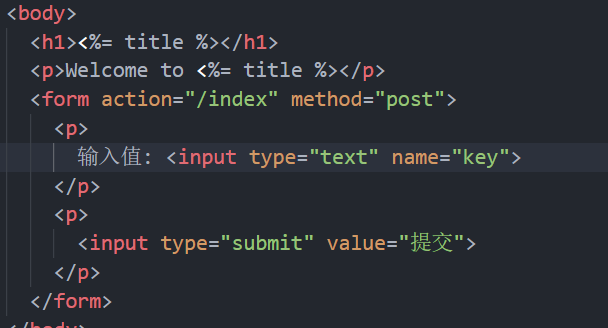 <body>
<h1><%= title %></h1>
<p>Welcome to <%= title %></p>
<form action="/index" method="post">
<p>
输入值: <input type="text" name="key">
</p>
<p>
<input type="submit" value="提交">
</p>
</form>
</body>